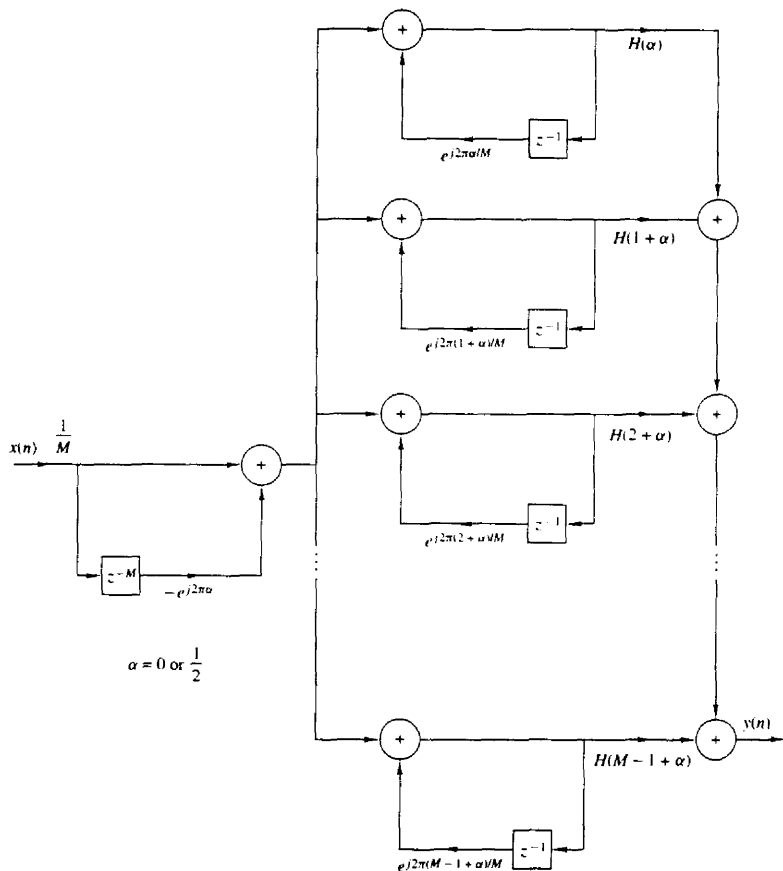 +
H(α)
z⁻¹
e^{j2πα/M}
+
H(1 + α)
+
z⁻¹
e^{j2π(1 + α)/M}
+
H(2 + α)
+
x(n)
1/M
+
z⁻¹
e^{j2π(2 + α)/M}
z⁻ᴹ
−e^{j2πα}
α = 0 or 1/2
+
H(M − 1 + α)
+
y(n)
z⁻¹
e^{j2π(M − 1 + α)/M}